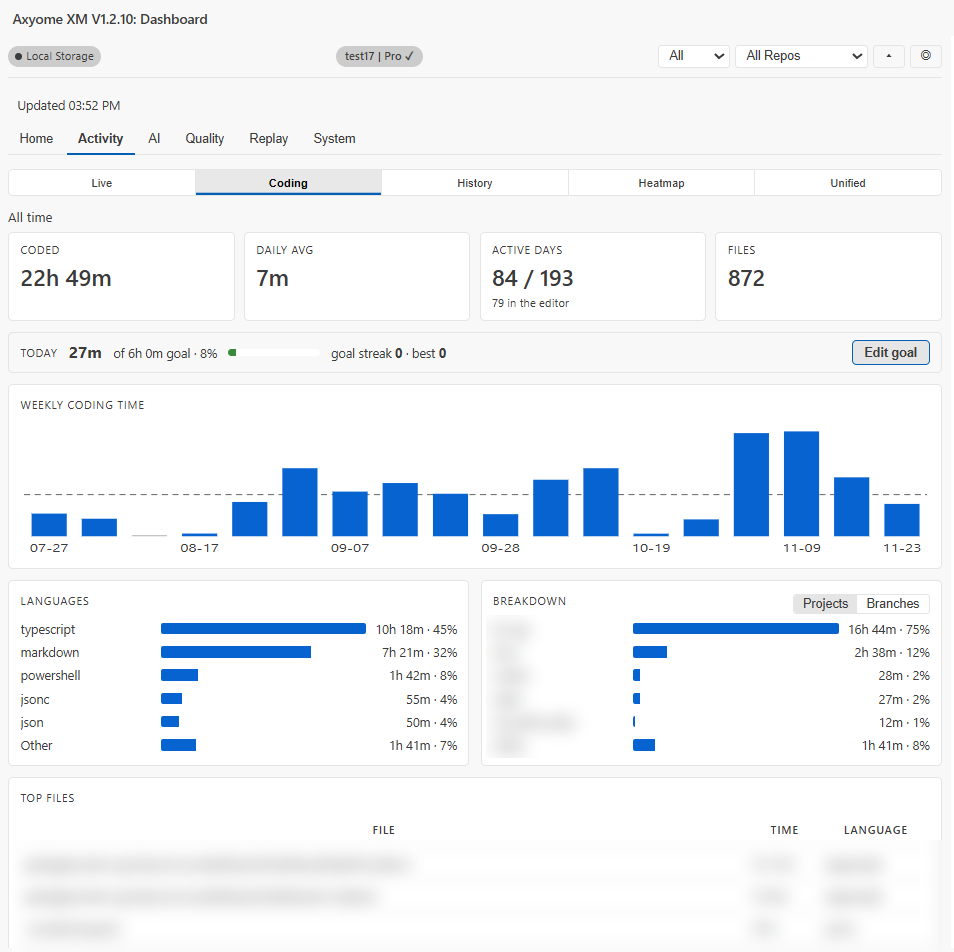 Axyome XM V1.2.10: Dashboard
Local Storage
test17 | Pro ✓
All
All Repos
Updated 03:52 PM
Home Activity AI Quality Replay System
Live Coding History Heatmap Unified
All time
CODED
22h 49m
DAILY AVG
7m
ACTIVE DAYS
84 / 193
79 in the editor
FILES
872
TODAY 27m of 6h 0m goal · 8% goal streak 0 · best 0 Edit goal
WEEKLY CODING TIME
07-27 08-17 09-07 09-28 10-19 11-09 11-23
LANGUAGES
typescript 10h 18m · 45%
markdown 7h 21m · 32%
powershell 1h 42m · 8%
jsonc 55m · 4%
json 50m · 4%
Other 1h 41m · 7%
BREAKDOWN Projects Branches
16h 44m · 75%
2h 38m · 12%
28m · 2%
27m · 2%
12m · 1%
1h 41m · 8%
TOP FILES
FILE TIME LANGUAGE